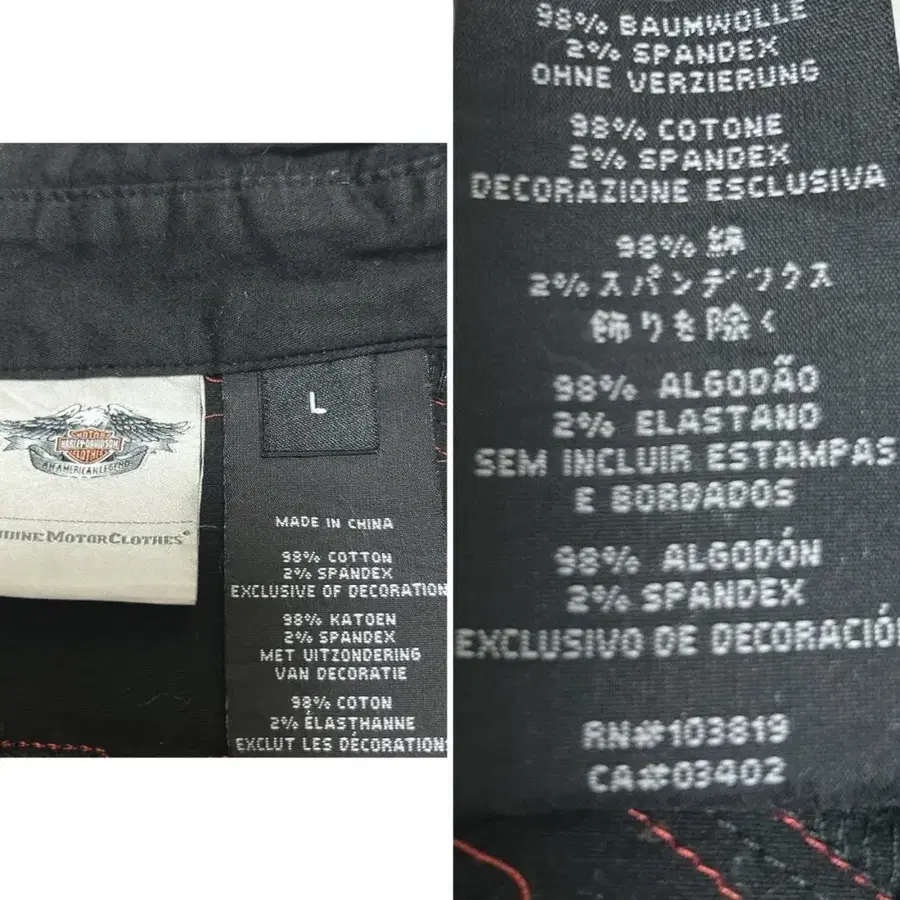 MOTOR
HARLEY-DAVIDSON
CLOTHES
AN AMERICAN LEGEND
MOTORCLOTHES®
L
MADE IN CHINA
98% COTTON
2% SPANDEX
EXCLUSIVE OF DECORATION
98% KATOEN
2% SPANDEX
MET UITZONDERING
VAN DECORATIE
98% COTON
2% ÉLASTHANNE
EXCLUT LES DÉCORATION
98% BAUMWOLLE
2% SPANDEX
OHNE VERZIERUNG
98% COTONE
2% SPANDEX
DECORAZIONE ESCLUSIVA
98% 綿
2% スパンデックス
飾りを除く
98% ALGODÃO
2% ELASTANO
SEM INCLUIR ESTAMPAS
E BORDADOS
98% ALGODÓN
2% SPANDEX
EXCLUSIVO DE DECORACIÓ
RN#103819
CA#03402